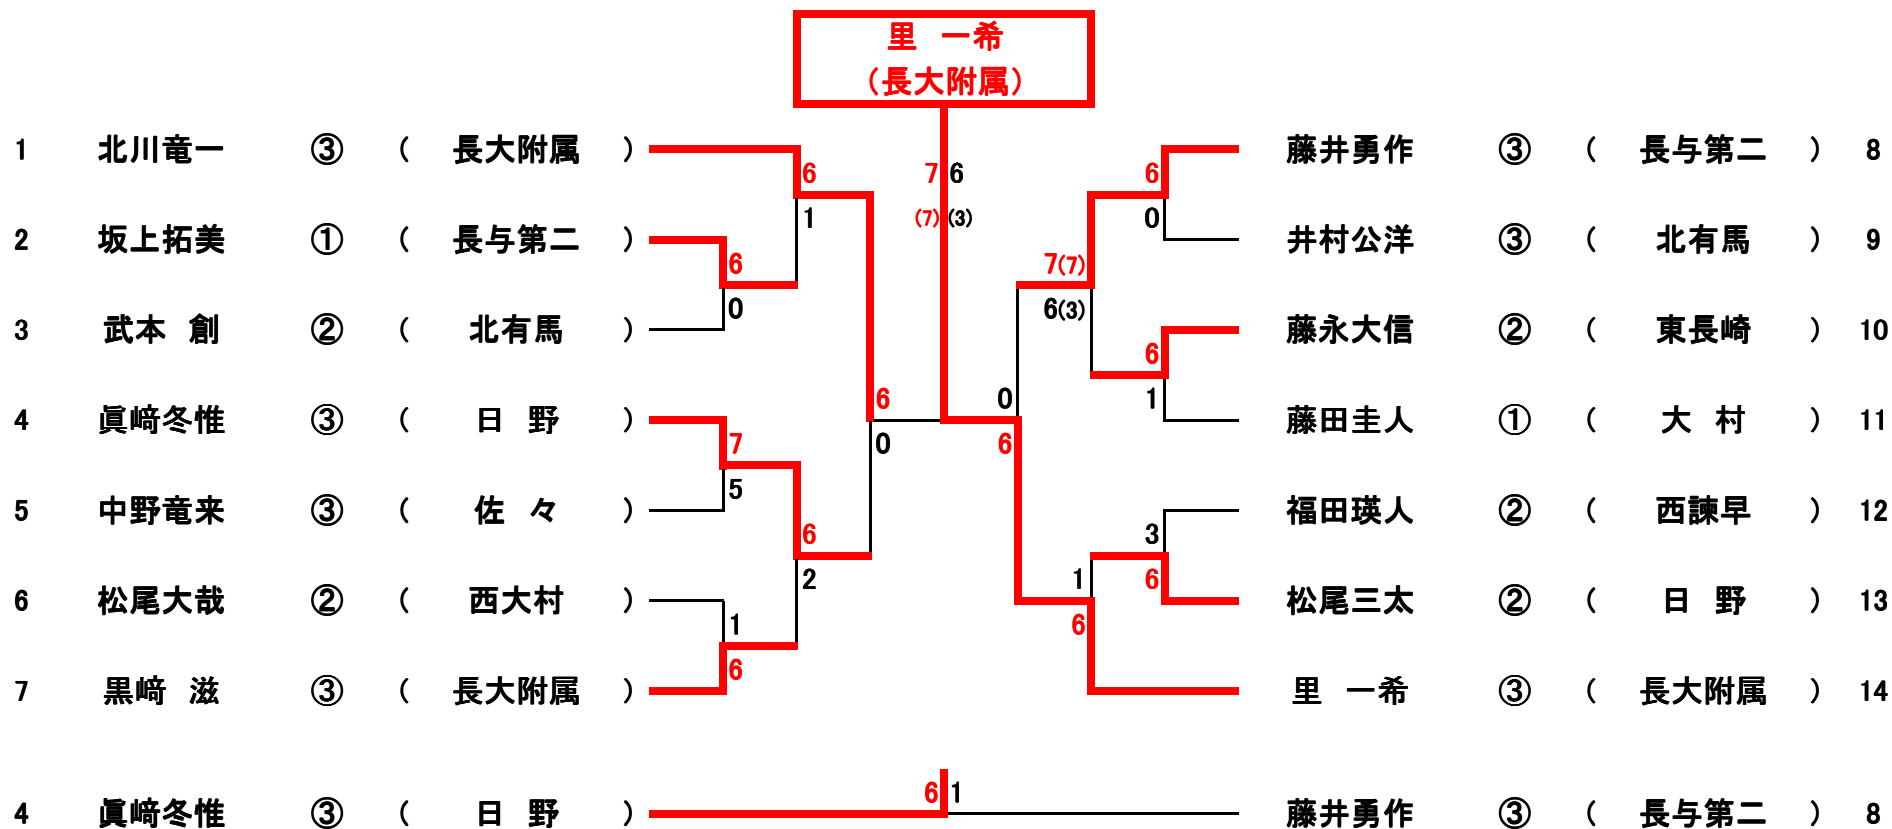 里 一希
(長大附属)
1 北川竜一 ③ ( 長大附属 ) 藤井勇作 ③ ( 長与第二 ) 8
6 7 6 6
1 (7) (3) 0
2 坂上拓美 ① ( 長与第二 ) 井村公洋 ③ ( 北有馬 ) 9
6 7(7)
0 6(3)
3 武本 創 ② ( 北有馬 ) 藤永大信 ② ( 東長崎 ) 10
6
6 0 1
4 眞﨑冬惟 ③ ( 日 野 ) 藤田圭人 ① ( 大 村 ) 11
7 0 6
5
5 中野竜来 ③ ( 佐 々 ) 福田瑛人 ② ( 西諫早 ) 12
6 3
2 1 6
6 松尾大哉 ② ( 西大村 ) 松尾三太 ② ( 日 野 ) 13
1 6
6
7 黒﨑 滋 ③ ( 長大附属 ) 里 一希 ③ ( 長大附属 ) 14
6 1
4 眞﨑冬惟 ③ ( 日 野 ) 藤井勇作 ③ ( 長与第二 ) 8